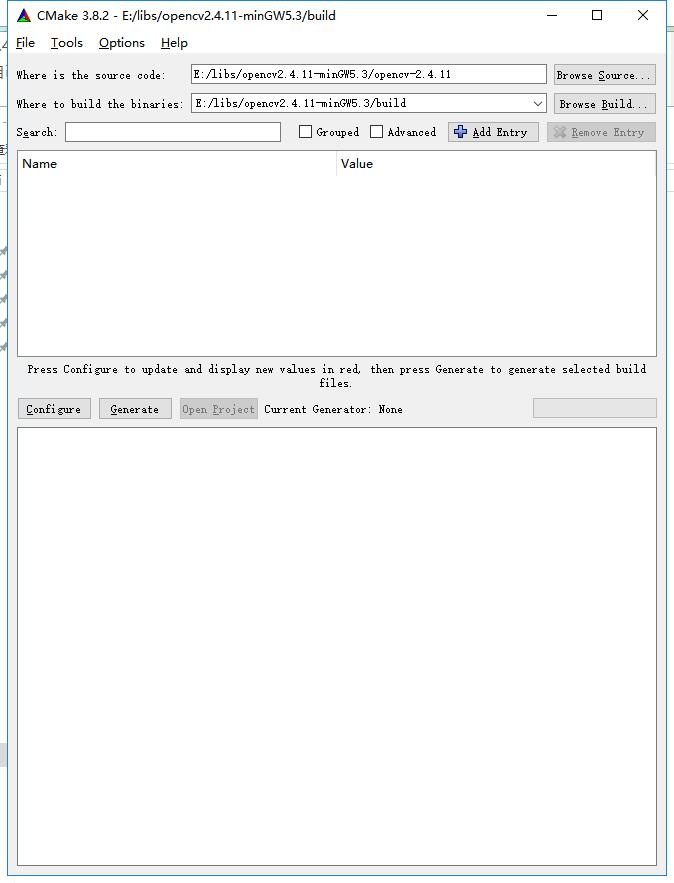 CMake 3.8.2 - E:/libs/opencv2.4.11-minGW5.3/build
File Tools Options Help
Where is the source code: E:/libs/opencv2.4.11-minGW5.3/opencv-2.4.11 Browse Source...
Where to build the binaries: E:/libs/opencv2.4.11-minGW5.3/build Browse Build...
Search: Grouped Advanced Add Entry Remove Entry
Name Value
Press Configure to update and display new values in red, then press Generate to generate selected build
files.
Configure Generate Open Project Current Generator: None